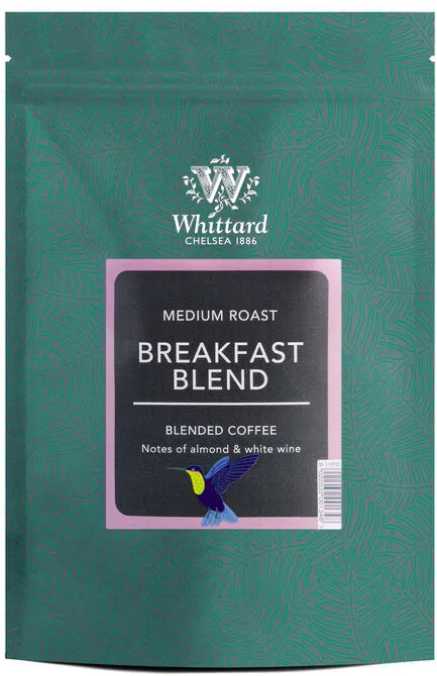 W
Whittard
CHELSEA 1886
MEDIUM ROAST
BREAKFAST
BLEND
BLENDED COFFEE
Notes of almond & white wine